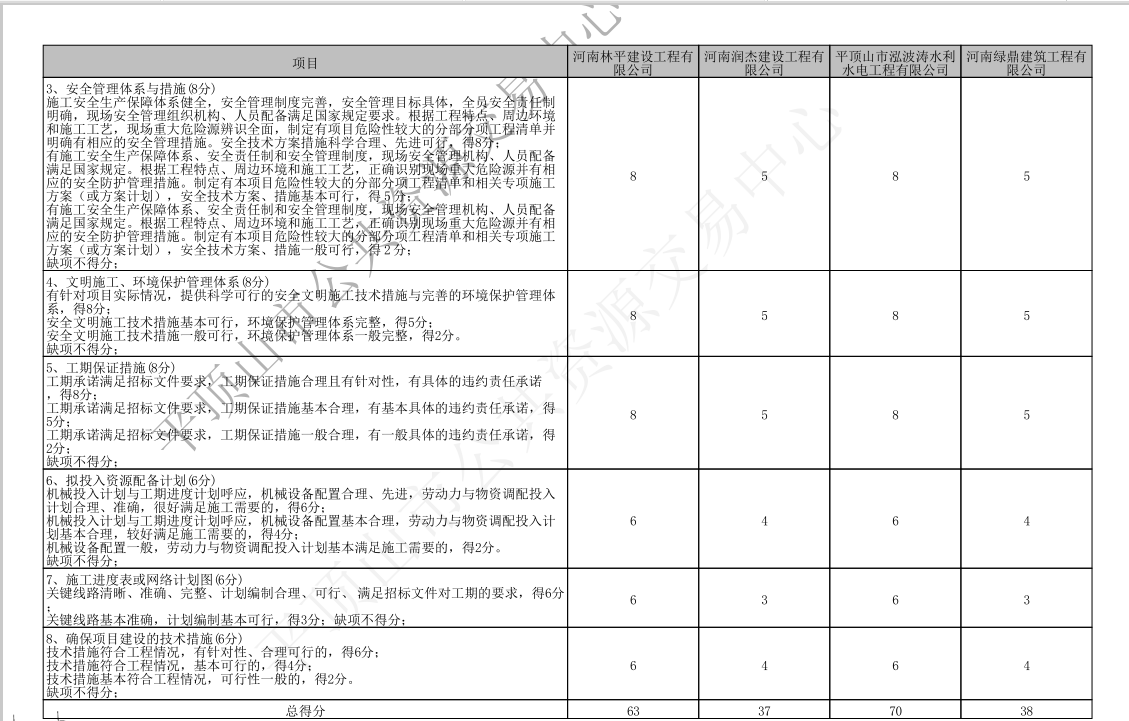 项目
河南林平建设工程有
限公司
河南润杰建设工程有
限公司
平顶山市泓波涛水利
水电工程有限公司
河南绿鼎建筑工程有
限公司
3、安全管理体系与措施(8分)
施工安全生产保障体系健全，安全管理制度完善，安全管理目标具体，全员安全责任制
明确，现场安全管理组织机构、人员配备满足国家规定要求。根据工程特点、周边环境
和施工工艺，现场重大危险源辨识全面，制定有项目危险性较大的分部分项工程清单并
明确有相应的安全管理措施。安全技术方案措施科学合理、先进可行，得8分；
有施工安全生产保障体系、安全责任制和安全管理制度，现场安全管理机构、人员配备
满足国家规定。根据工程特点、周边环境和施工工艺，正确识别现场重大危险源并有相
应的安全防护管理措施。制定有本项目危险性较大的分部分项工程清单和相关专项施工
方案（或方案计划），安全技术方案、措施基本可行，得 5分；
有施工安全生产保障体系、安全责任制和安全管理制度，现场安全管理机构、人员配备
满足国家规定。根据工程特点、周边环境和施工工艺，正确识别现场重大危险源并有相
应的安全防护管理措施。制定有本项目危险性较大的分部分项工程清单和相关专项施工
方案（或方案计划），安全技术方案、措施一般可行，得 2 分；
缺项不得分；
8 5 8 5
4、文明施工、环境保护管理体系(8分)
有针对项目实际情况，提供科学可行的安全文明施工技术措施与完善的环境保护管理体
系，得8分；
安全文明施工技术措施基本可行，环境保护管理体系完整，得5分；
安全文明施工技术措施一般可行，环境保护管理体系一般完整，得2分。
缺项不得分；
8 5 8 5
5、工期保证措施(8分)
工期承诺满足招标文件要求，工期保证措施合理且有针对性，有具体的违约责任承诺
，得8分；
工期承诺满足招标文件要求，工期保证措施基本合理，有基本具体的违约责任承诺，得
5分；
工期承诺满足招标文件要求，工期保证措施一般合理，有一般具体的违约责任承诺，得
2分；
缺项不得分；
8 5 8 5
6、拟投入资源配备计划(6分)
机械投入计划与工期进度计划呼应，机械设备配置合理、先进，劳动力与物资调配投入
计划合理、准确，很好满足施工需要的，得6分；
机械投入计划与工期进度计划呼应，机械设备配置基本合理，劳动力与物资调配投入计
划基本合理，较好满足施工需要的，得4分；
机械设备配置一般，劳动力与物资调配投入计划基本满足施工需要的，得2分。
缺项不得分；
6 4 6 4
7、施工进度表或网络计划图(6分)
关键线路清晰、准确、完整、计划编制合理、可行、满足招标文件对工期的要求，得6分
；
关键线路基本准确，计划编制基本可行，得3分；缺项不得分；
6 3 6 3
8、确保项目建设的技术措施(6分)
技术措施符合工程情况，有针对性、合理可行的，得6分；
技术措施符合工程情况，基本可行的，得4分；
技术措施基本符合工程情况，可行性一般的，得2分。
缺项不得分；
6 4 6 4
总得分 63 37 70 38
平顶山市公共资源交易中心
平顶山市公共资源交易中心